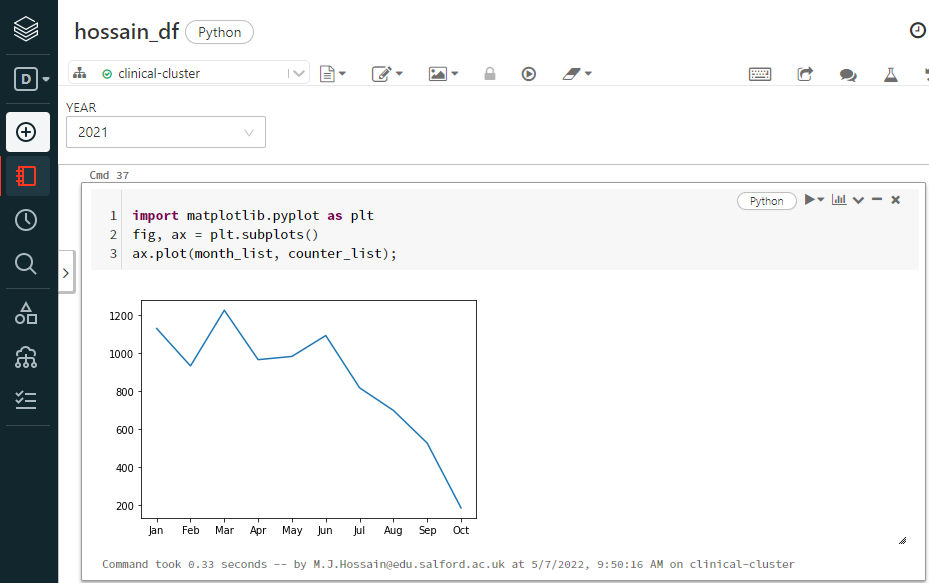 hossain_df Python
D
clinical-cluster
YEAR
2021
Cmd 37
Python
1 import matplotlib.pyplot as plt
2 fig, ax = plt.subplots()
3 ax.plot(month_list, counter_list);
1200
1000
800
600
400
200
Jan Feb Mar Apr May Jun Jul Aug Sep Oct
Command took 0.33 seconds -- by M.J.Hossain@edu.salford.ac.uk at 5/7/2022, 9:50:16 AM on clinical-cluster